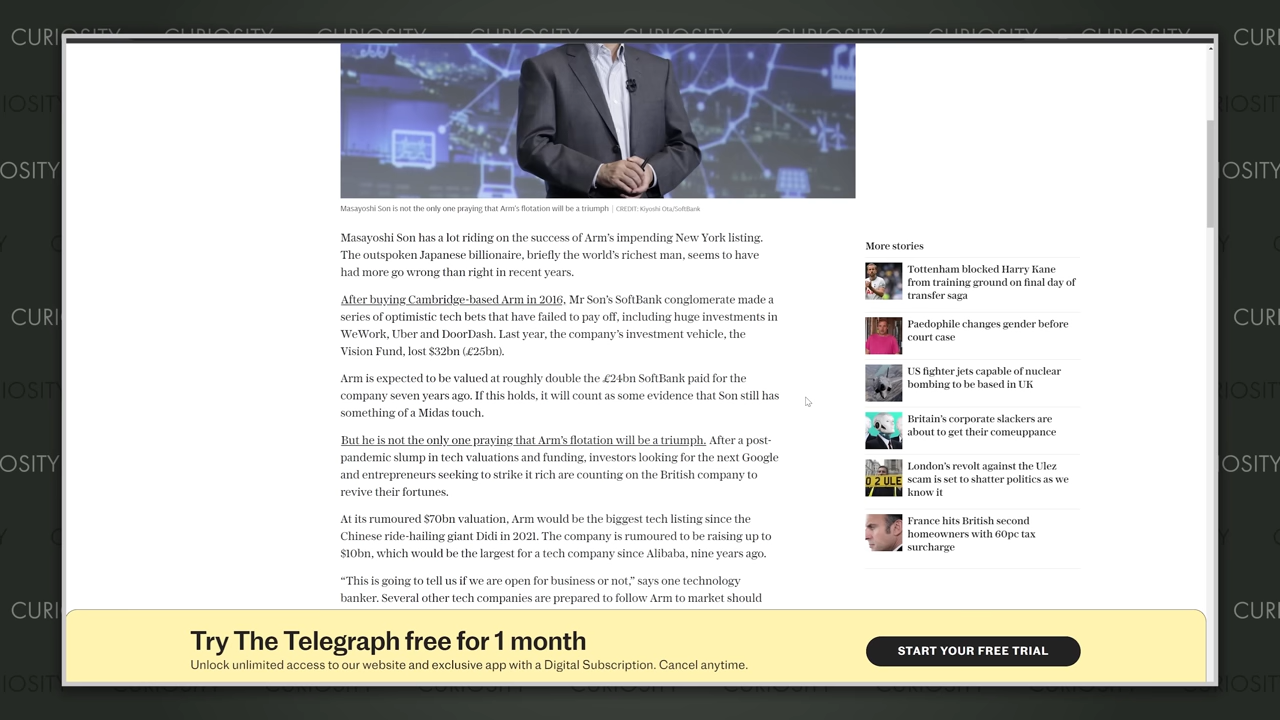 CURIOSITY CURIOSITY CURIOSITY CURIOSITY CURIOSITY CURIOSITY
Masayoshi Son is not the only one praying that Arm's flotation will be a triumph | CREDIT: Kiyoshi Ota/SoftBank
Masayoshi Son has a lot riding on the success of Arm's impending New York listing.
The outspoken Japanese billionaire, briefly the world's richest man, seems to have
had more go wrong than right in recent years.
After buying Cambridge-based Arm in 2016, Mr Son's SoftBank conglomerate made a
series of optimistic tech bets that have failed to pay off, including huge investments in
WeWork, Uber and DoorDash. Last year, the company's investment vehicle, the
Vision Fund, lost $32bn (£25bn).
Arm is expected to be valued at roughly double the £24bn SoftBank paid for the
company seven years ago. If this holds, it will count as some evidence that Son still has
something of a Midas touch.
But he is not the only one praying that Arm's flotation will be a triumph. After a post-
pandemic slump in tech valuations and funding, investors looking for the next Google
and entrepreneurs seeking to strike it rich are counting on the British company to
revive their fortunes.
At its rumoured $70bn valuation, Arm would be the biggest tech listing since the
Chinese ride-hailing giant Didi in 2021. The company is rumoured to be raising up to
$10bn, which would be the largest for a tech company since Alibaba, nine years ago.
“This is going to tell us if we are open for business or not,” says one technology
banker. Several other tech companies are prepared to follow Arm to market should
More stories
Tottenham blocked Harry Kane
from training ground on final day of
transfer saga
Paedophile changes gender before
court case
US fighter jets capable of nuclear
bombing to be based in UK
Britain's corporate slackers are
about to get their comeuppance
O 2 ULE
London's revolt against the Ulez
scam is set to shatter politics as we
know it
France hits British second
homeowners with 60pc tax
surcharge
Try The Telegraph free for 1 month
Unlock unlimited access to our website and exclusive app with a Digital Subscription. Cancel anytime.
START YOUR FREE TRIAL